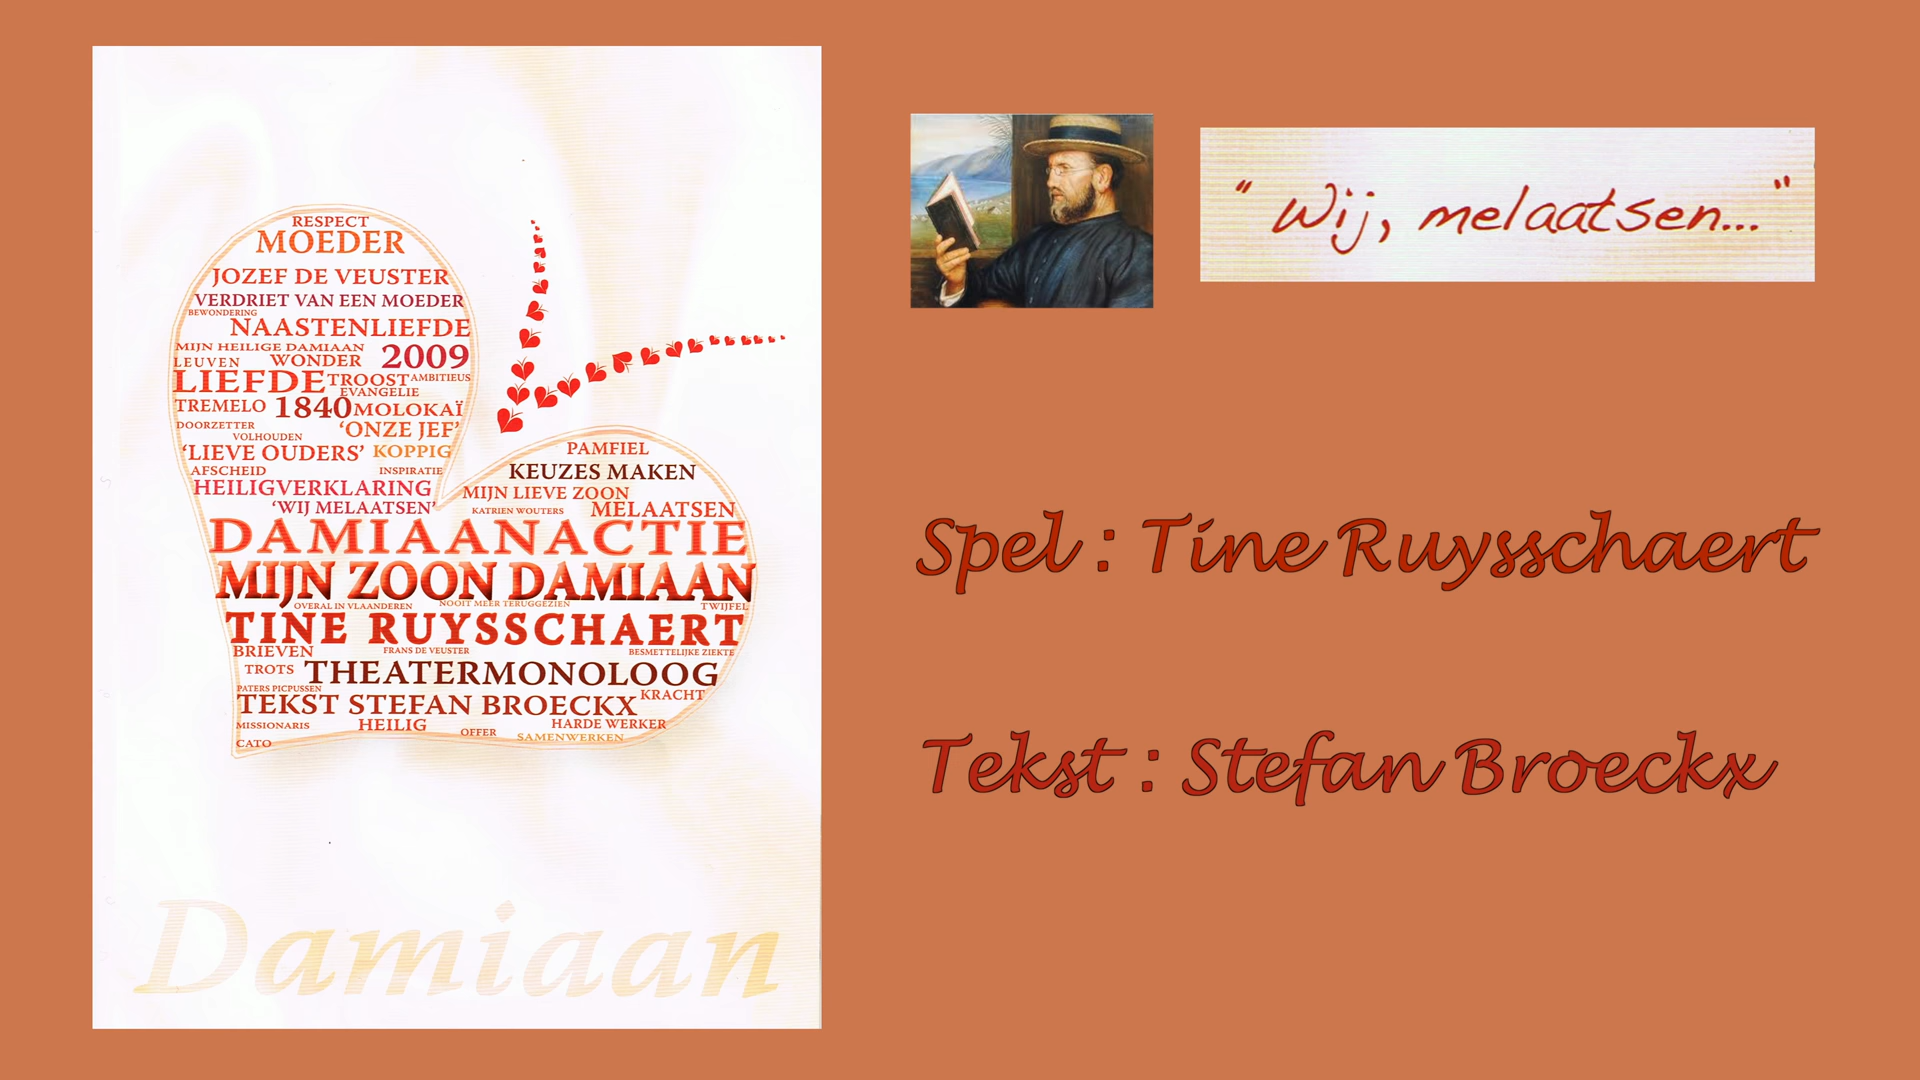 RESPECT
MOEDER
JOZEF DE VEUSTER
VERDRIET VAN EEN MOEDER
BEWONDERING
NAASTENLIEFDE
MIJN HEILIGE DAMIAAN
LEUVEN WONDER 2009
LIEFDE TROOST AMBITIEUS
EVANGELIE
TREMELO 1840 MOLOKAÏ
DOORZETTER 'ONZE JEF'
VOLHOUDEN
'LIEVE OUDERS' KOPPIG
AFSCHEID INSPIRATIE
HEILIGVERKLARING
'WIJ MELAATSEN'
PAMFIEL
KEUZES MAKEN
MIJN LIEVE ZOON
KATRIEN WOUTERS MELAATSEN
DAMIAANACTIE
MIJN ZOON DAMIAAN
OVERAL IN VLAANDEREN NOOIT MEER TERUGGEZIEN TWIJFEL
TINE RUYSSCHAERT
BRIEVEN FRANS DE VEUSTER BESMETTELIJKE ZIEKTE
TROTS THEATERMONOLOOG
PATERS PICPUSSEN
TEKST STEFAN BROECKX KRACHT
MISSIONARIS HEILIG HARDE WERKER
CATO OFFER SAMENWERKEN
Damiaan
"Wij, melaatsen..."
Spel : Tine Ruysschaert
Tekst : Stefan Broeckx